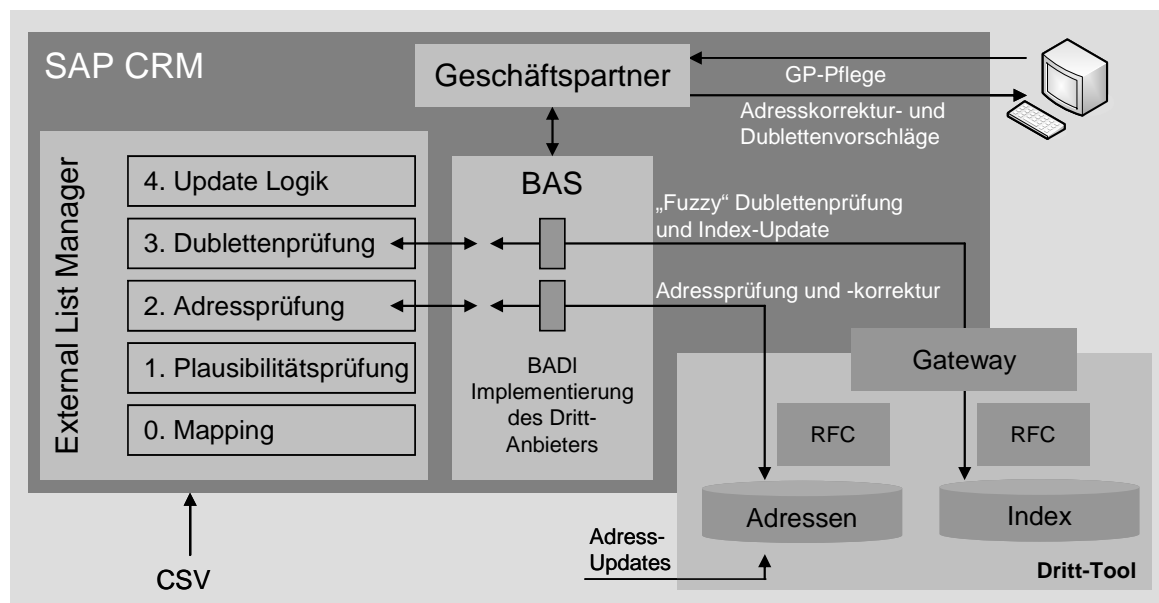 SAP CRM
Geschäftspartner
GP-Pflege
Adresskorrektur- und
Dublettenvorschläge
External List Manager
4. Update Logik
3. Dublettenprüfung
2. Adressprüfung
1. Plausibilitätsprüfung
0. Mapping
BAS
BADI
Implementierung
des Dritt-
Anbieters
„Fuzzy“ Dublettenprüfung
und Index-Update
Adressprüfung und -korrektur
Gateway
RFC
RFC
Adressen
Index
Dritt-Tool
Adress-
Updates
CSV